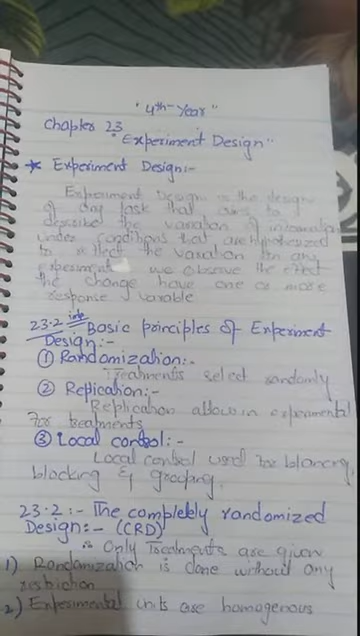 "4th-Year"
Chapter 23
"Experiment Design"
* Experiment Design:-
Experiment Design is the design
of any task that aims to
describe the variation of information
under conditions that are hypothesized
to reflect the variation In any
experiment we observe the effect
the change have one or more
response variable
23.2 Basic principles of Experiment
Design:-
① Randomization:-
Treatments select randomly
② Replication:-
Replication allow in experimental
For treatments
③ Local control:-
Local control used for blancing,
blocking & grouping.
23.2:- The completly randomized
Design:- (CRD)
Only Treatments are given
1) Randomization is done without any
restriction
2) Experimental units are homogenous